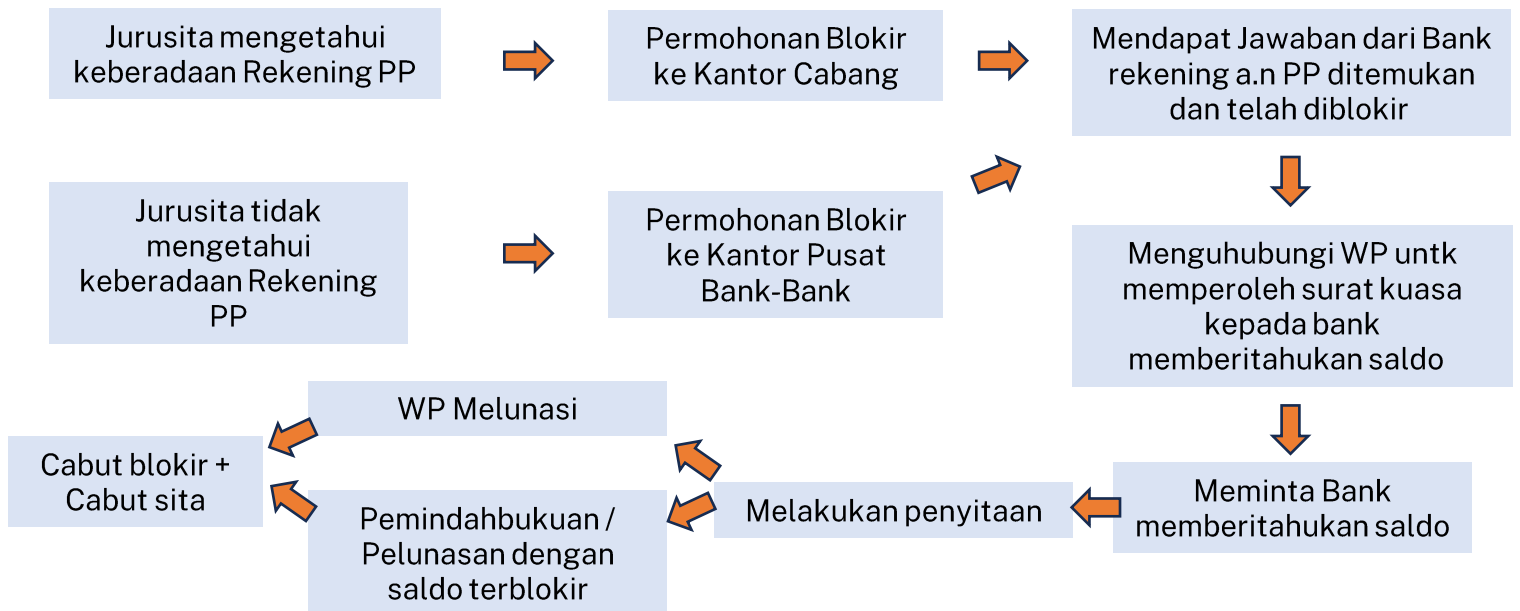 Jurusita mengetahui
keberadaan Rekening PP
Permohonan Blokir
ke Kantor Cabang
Mendapat Jawaban dari Bank
rekening a.n PP ditemukan
dan telah diblokir
Jurusita tidak
mengetahui
keberadaan Rekening
PP
Permohonan Blokir
ke Kantor Pusat
Bank-Bank
Menguhubungi WP untk
memperoleh surat kuasa
kepada bank
memberitahukan saldo
Meminta Bank
memberitahukan saldo
Melakukan penyitaan
WP Melunasi
Pemindahbukuan /
Pelunasan dengan
saldo terblokir
Cabut blokir +
Cabut sita